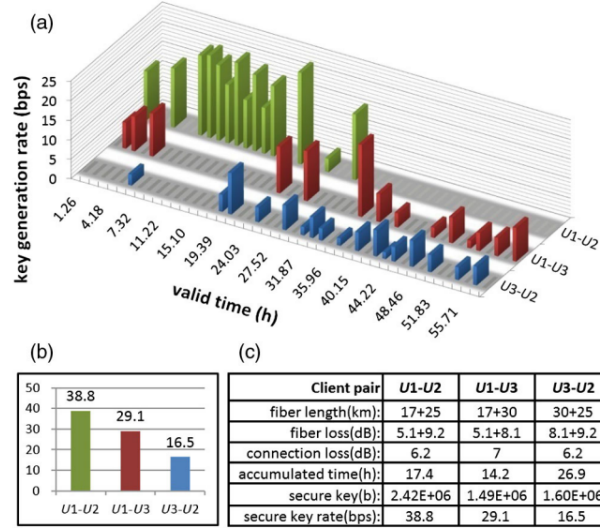 (a)
key generation rate (bps)
25
20
15
10
5
0
1.26
4.18
7.32
11.22
15.10
19.39
24.03
27.52
31.87
35.96
40.15
44.22
48.46
51.83
55.71
valid time (h)
U1-U2
U1-U3
U3-U2
(b)
50
40
30
20
10
0
38.8
29.1
16.5
U1-U2 U1-U3 U3-U2
(c)
Client pair U1-U2 U1-U3 U3-U2
fiber length(km): 17+25 17+30 30+25
fiber loss(dB): 5.1+9.2 5.1+8.1 8.1+9.2
connection loss(dB): 6.2 7 6.2
accumulated time(h): 17.4 14.2 26.9
secure key(b): 2.42E+06 1.49E+06 1.60E+06
secure key rate(bps): 38.8 29.1 16.5